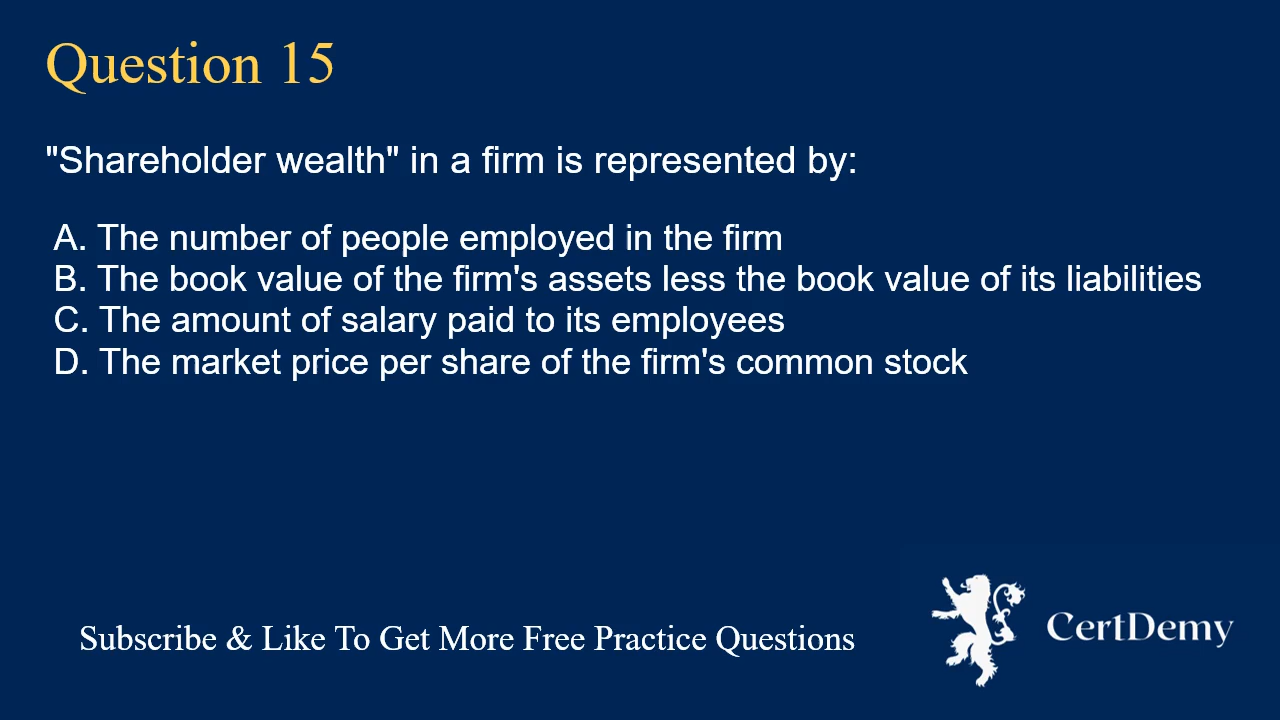 Question 15
"Shareholder wealth" in a firm is represented by:
A. The number of people employed in the firm
B. The book value of the firm's assets less the book value of its liabilities
C. The amount of salary paid to its employees
D. The market price per share of the firm's common stock
Subscribe & Like To Get More Free Practice Questions
CertDemy